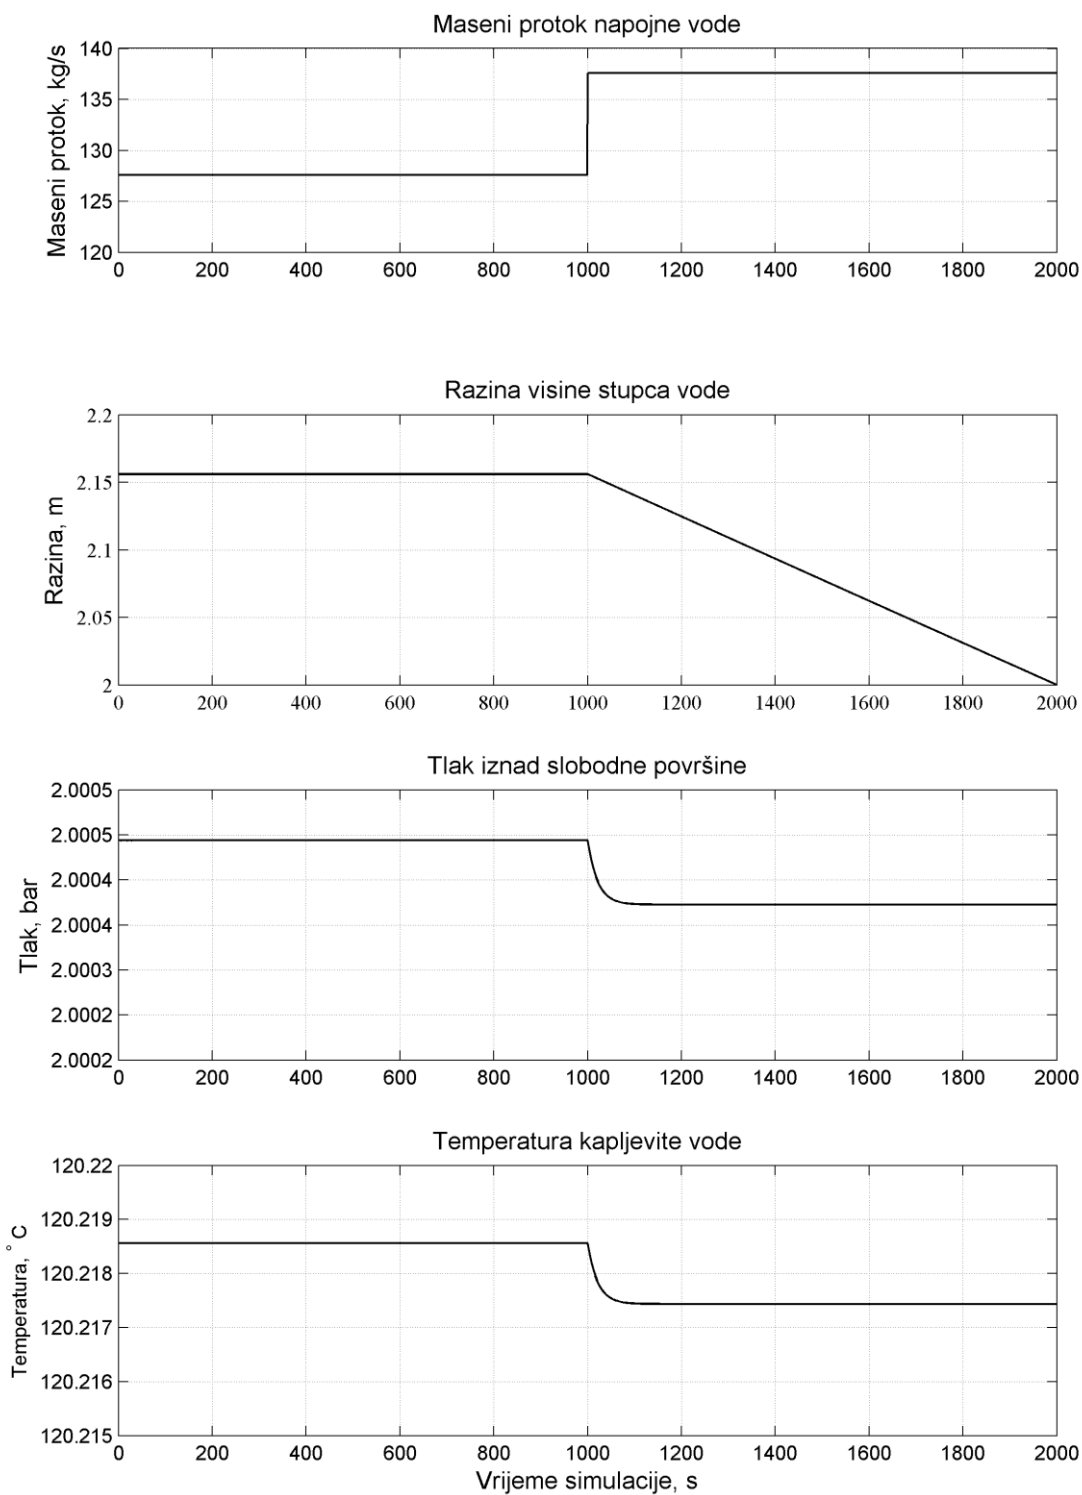 Maseni protok napojne vode
Maseni protok, kg/s
140
135
130
125
120
0 200 400 600 800 1000 1200 1400 1600 1800 2000
Razina visine stupca vode
Razina, m
2.2
2.15
2.1
2.05
2
0 200 400 600 800 1000 1200 1400 1600 1800 2000
Tlak iznad slobodne površine
Tlak, bar
2.0005
2.0005
2.0004
2.0004
2.0003
2.0002
2.0002
0 200 400 600 800 1000 1200 1400 1600 1800 2000
Temperatura kapljevite vode
Temperatura, ° C
120.22
120.219
120.218
120.217
120.216
120.215
0 200 400 600 800 1000 1200 1400 1600 1800 2000
Vrijeme simulacije, s